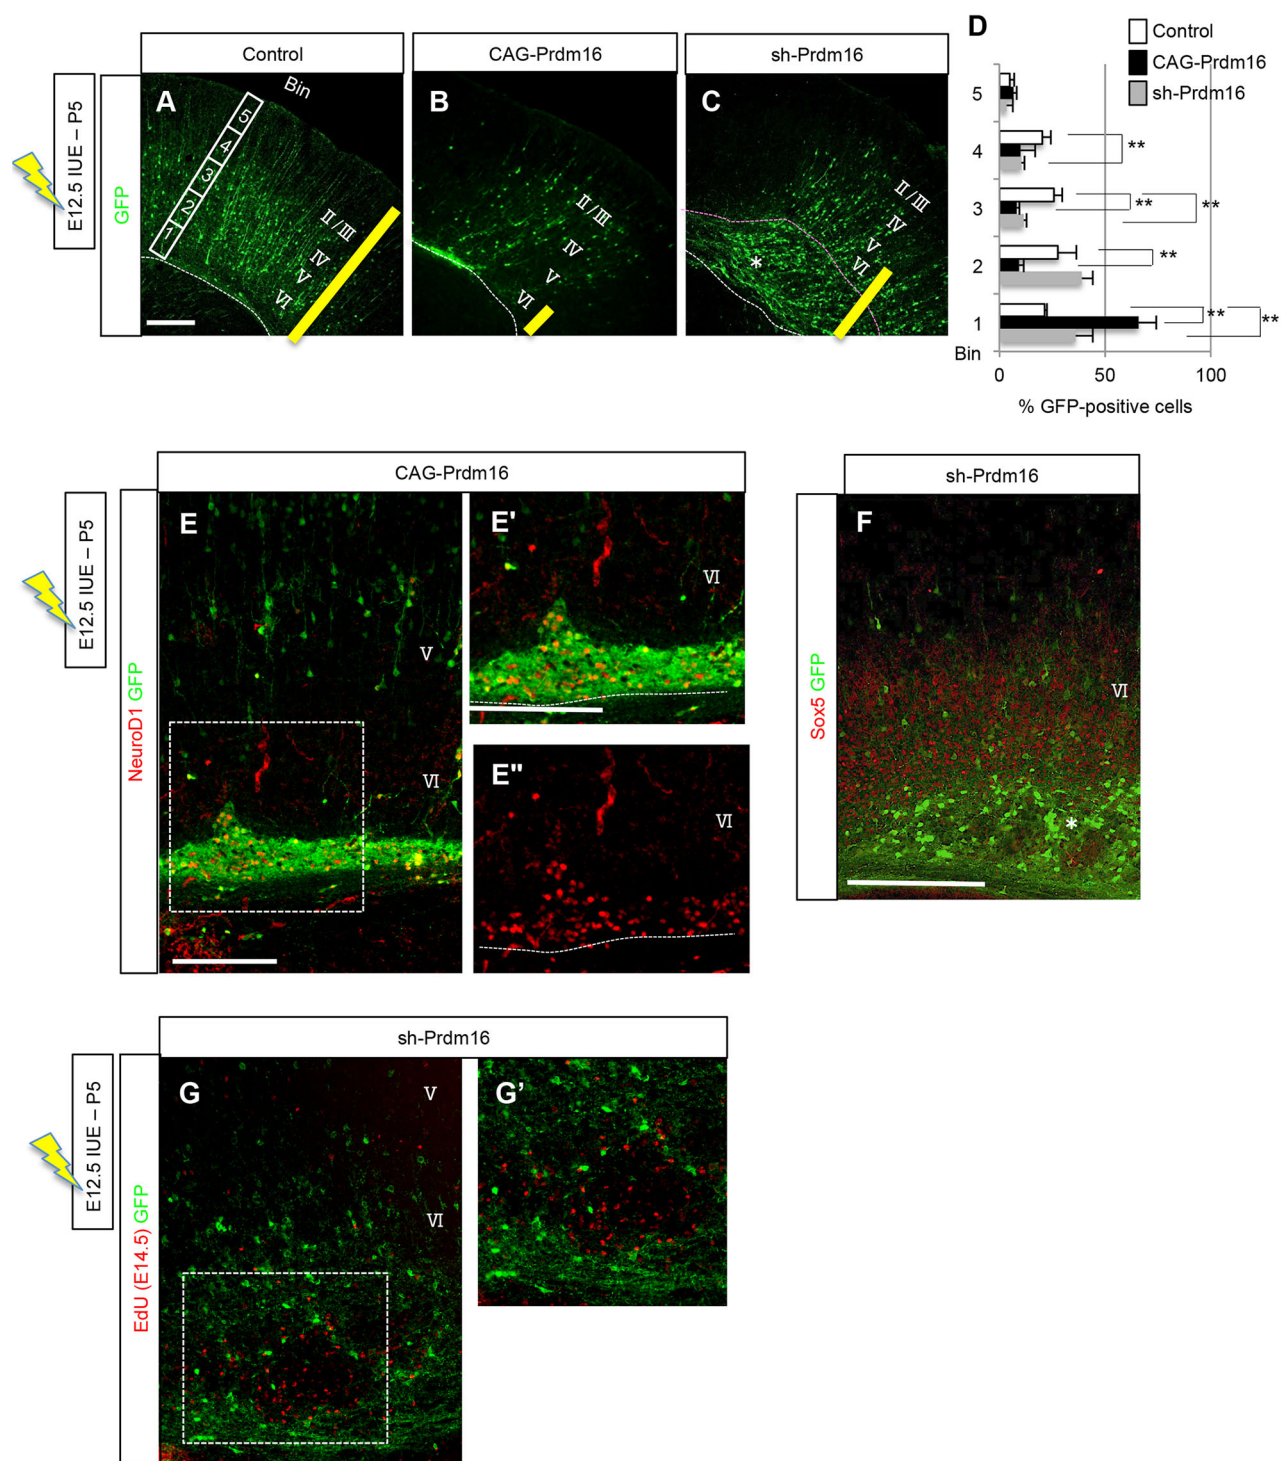 Control
CAG-Prdm16
sh-Prdm16
E12.5 IUE – P5
GFP
A
Bin
5
4
3
2
1
II/III
IV
V
VI
B
II/III
IV
V
VI
C
II/III
IV
V
VI
*
D
Control
CAG-Prdm16
sh-Prdm16
5
4
**
3
**
**
2
**
1
**
**
Bin
0
50
100
% GFP-positive cells
CAG-Prdm16
E12.5 IUE – P5
NeuroD1 GFP
E
V
VI
E'
VI
E"
VI
sh-Prdm16
Sox5 GFP
F
VI
*
sh-Prdm16
E12.5 IUE – P5
EdU (E14.5) GFP
G
V
VI
G’